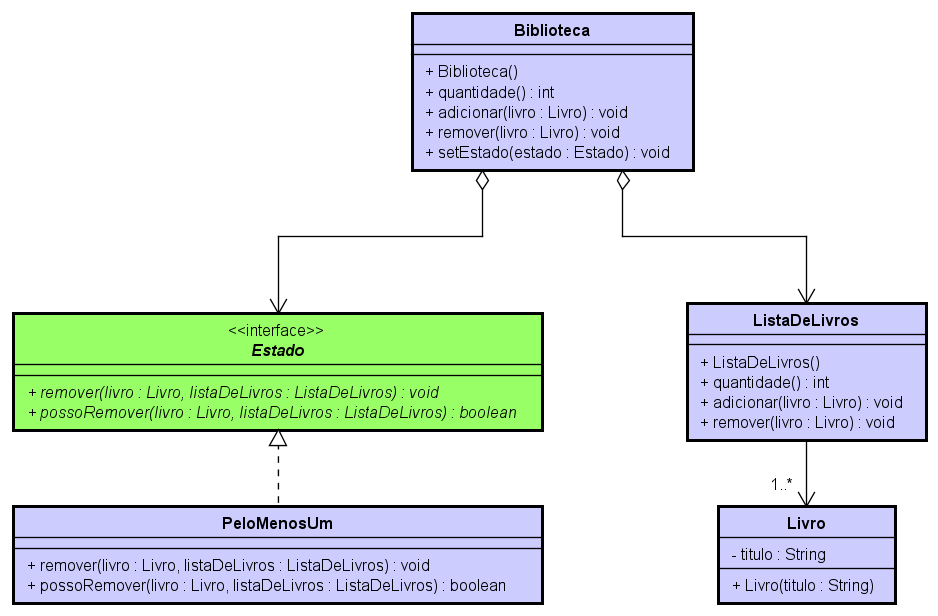 Biblioteca
+ Biblioteca()
+ quantidade() : int
+ adicionar(livro : Livro) : void
+ remover(livro : Livro) : void
+ setEstado(estado : Estado) : void
<<interface>>
Estado
+ remover(livro : Livro, listaDeLivros : ListaDeLivros) : void
+ possoRemover(livro : Livro, listaDeLivros : ListaDeLivros) : boolean
ListaDeLivros
+ ListaDeLivros()
+ quantidade() : int
+ adicionar(livro : Livro) : void
+ remover(livro : Livro) : void
1..*
PeloMenosUm
+ remover(livro : Livro, listaDeLivros : ListaDeLivros) : void
+ possoRemover(livro : Livro, listaDeLivros : ListaDeLivros) : boolean
Livro
- titulo : String
+ Livro(titulo : String)